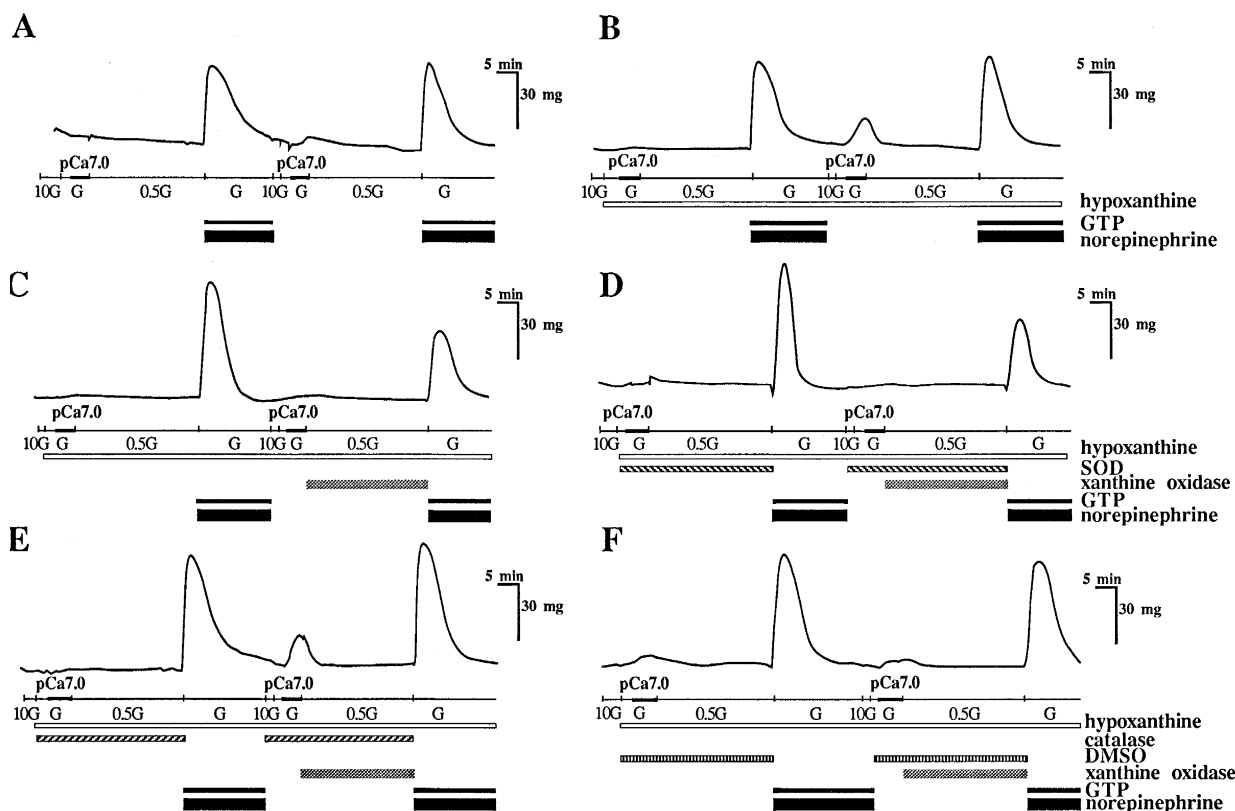 A
5 min
30 mg
pCa7.0 pCa7.0
10G G 0.5G G 10G G 0.5G G
B
5 min
30 mg
pCa7.0 pCa7.0
10G G 0.5G G 10G G 0.5G G
hypoxanthine
GTP
norepinephrine
C
5 min
30 mg
pCa7.0 pCa7.0
10G G 0.5G G 10G G 0.5G G
D
5 min
30 mg
pCa7.0 pCa7.0
10G G 0.5G G 10G G 0.5G G
hypoxanthine
SOD
xanthine oxidase
GTP
norepinephrine
E
5 min
30 mg
pCa7.0 pCa7.0
10G G 0.5G G 10G G 0.5G G
F
5 min
30 mg
pCa7.0 pCa7.0
10G G 0.5G G 10G G 0.5G G
hypoxanthine
catalase
DMSO
xanthine oxidase
GTP
norepinephrine